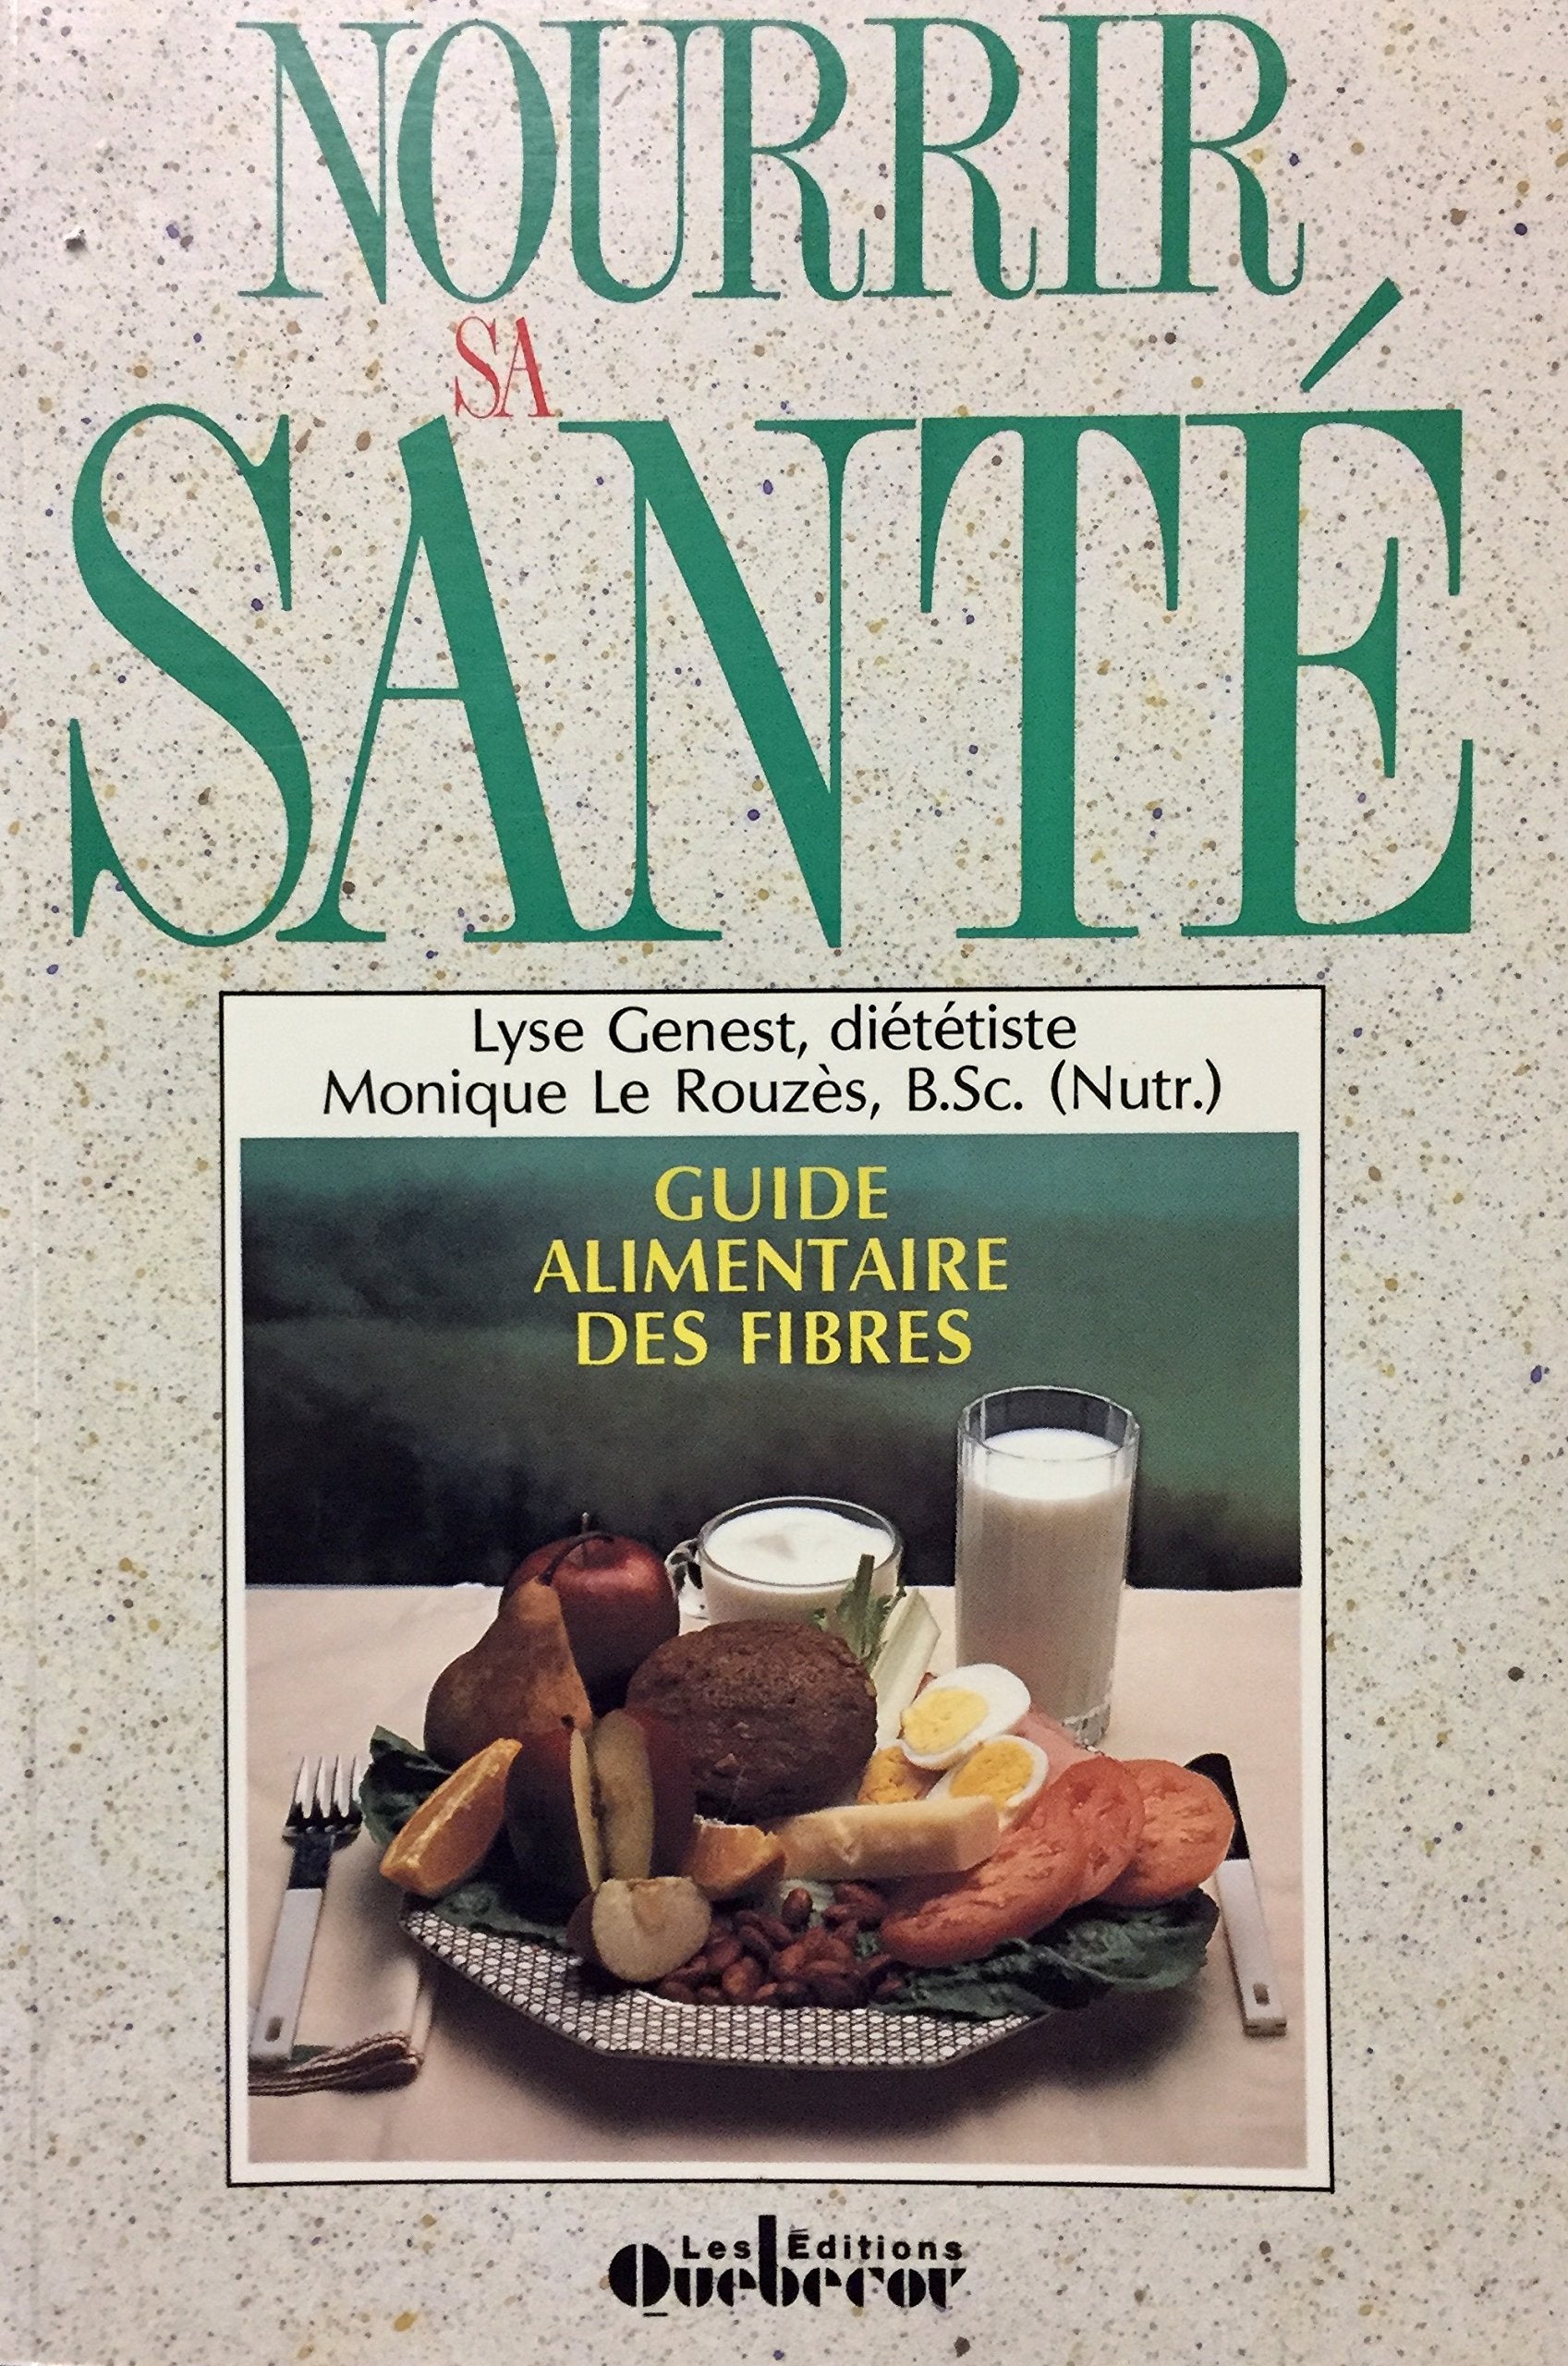 NOURRIR
SA
SANTÉ
Lyse Genest, diététiste
Monique Le Rouzès, B.Sc. (Nutr.)
GUIDE
ALIMENTAIRE
DES FIBRES
Les Éditions
Quebecor